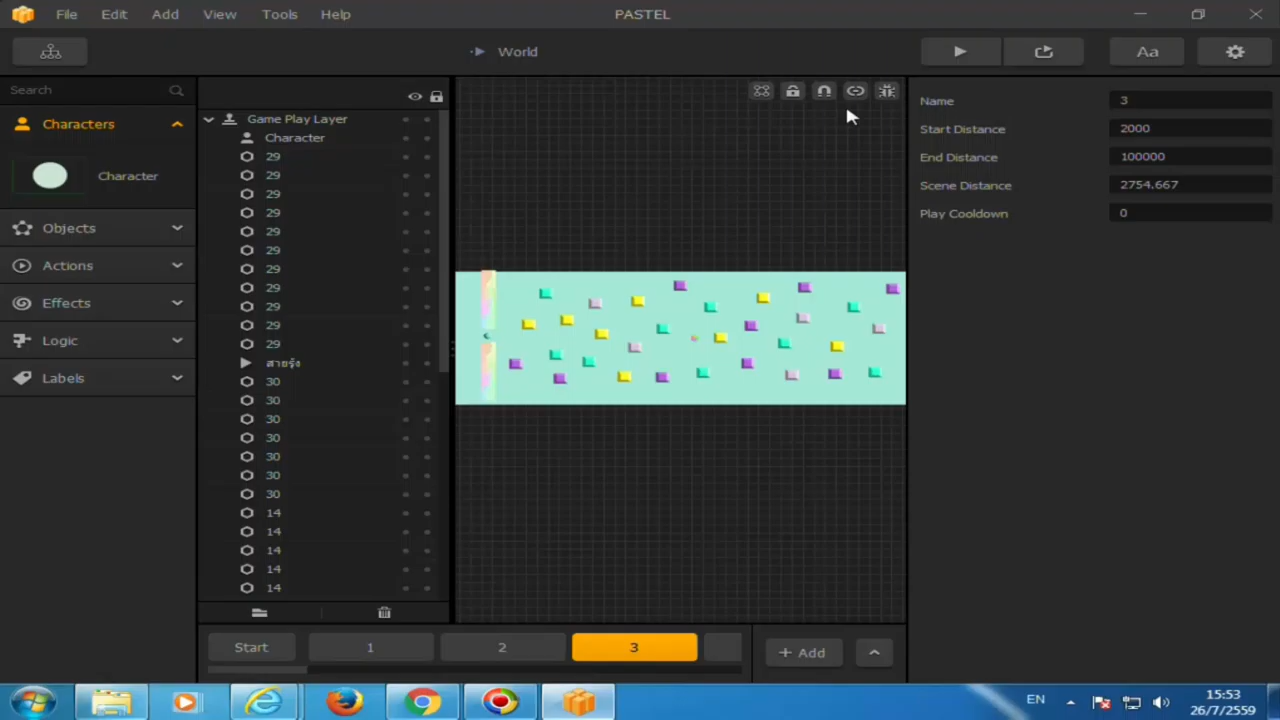 File Edit Add View Tools Help PASTEL
World
Aa
Search
Characters
Character
Objects
Actions
Effects
Logic
Labels
Game Play Layer
Character
29
29
29
29
29
29
29
29
29
29
29
สายรุ้ง
30
30
30
30
30
30
30
14
14
14
14
14
Name 3
Start Distance 2000
End Distance 100000
Scene Distance 2754.667
Play Cooldown 0
Start 1 2 3
+ Add
EN
15:53
26/7/2559